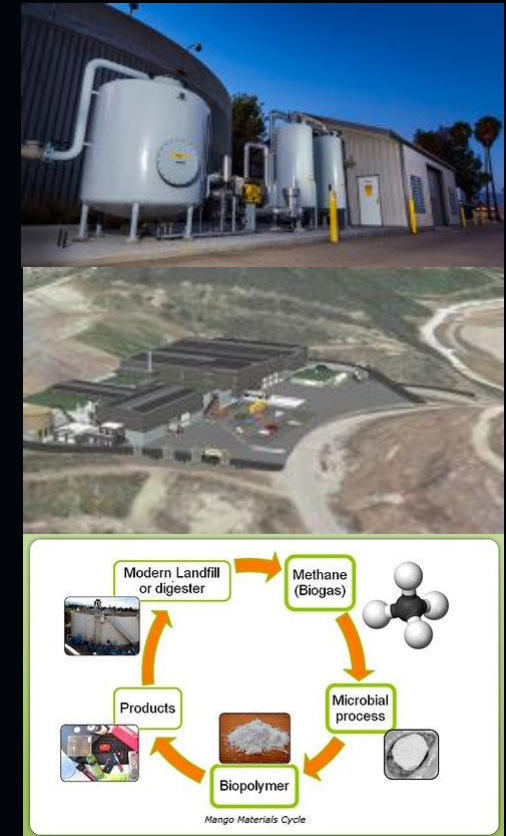 Modern Landfill
or digester
Methane
(Biogas)
Microbial
process
Biopolymer
Products
Mango Materials Cycle